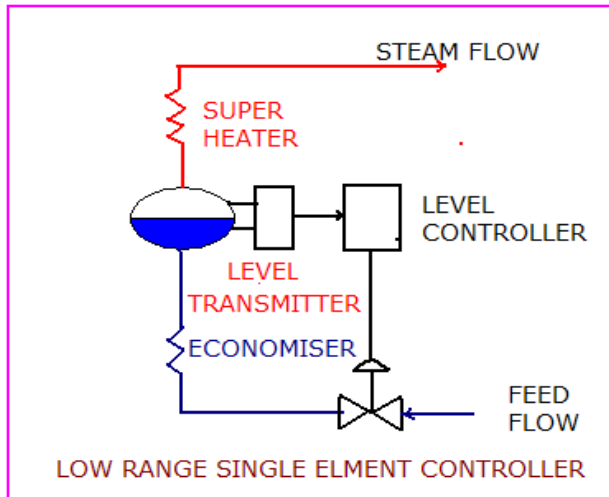 STEAM FLOW
SUPER
HEATER
LEVEL
CONTROLLER
LEVEL
TRANSMITTER
ECONOMISER
FEED
FLOW
LOW RANGE SINGLE ELMENT CONTROLLER